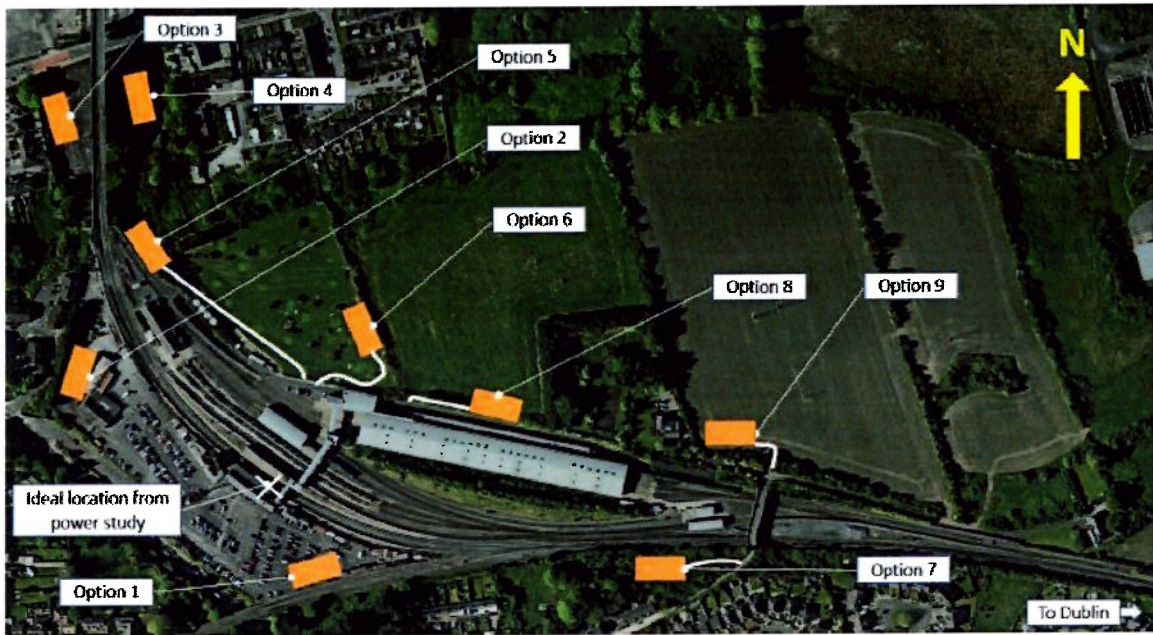 Option 3
N
Option 5
Option 4
Option 2
Option 6
Option 8
Option 9
Ideal location from
power study
Option 7
Option 1
To Dublin